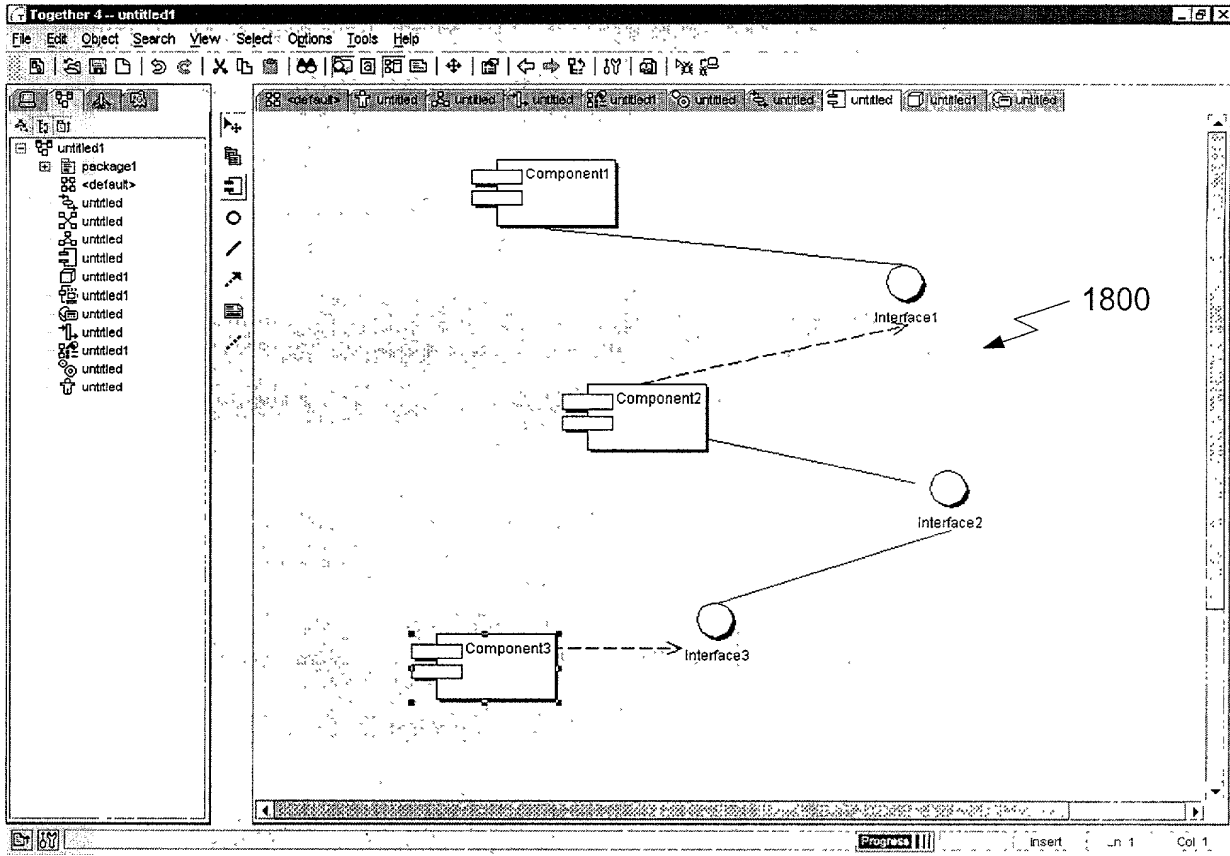 Together 4 -- untitled1
File Edit Object Search View Select Options Tools Help
<default> untitled untitled untitled untitled1 untitled untitled untitled untitled1 untitled
untitled1
package1
<default>
untitled
untitled
untitled
untitled
untitled1
untitled1
untitled
untitled
untitled1
untitled
untitled
Component1
Interface1
1800
Component2
Interface2
Component3
Interface3
Progress Insert Ln 1 Col 1